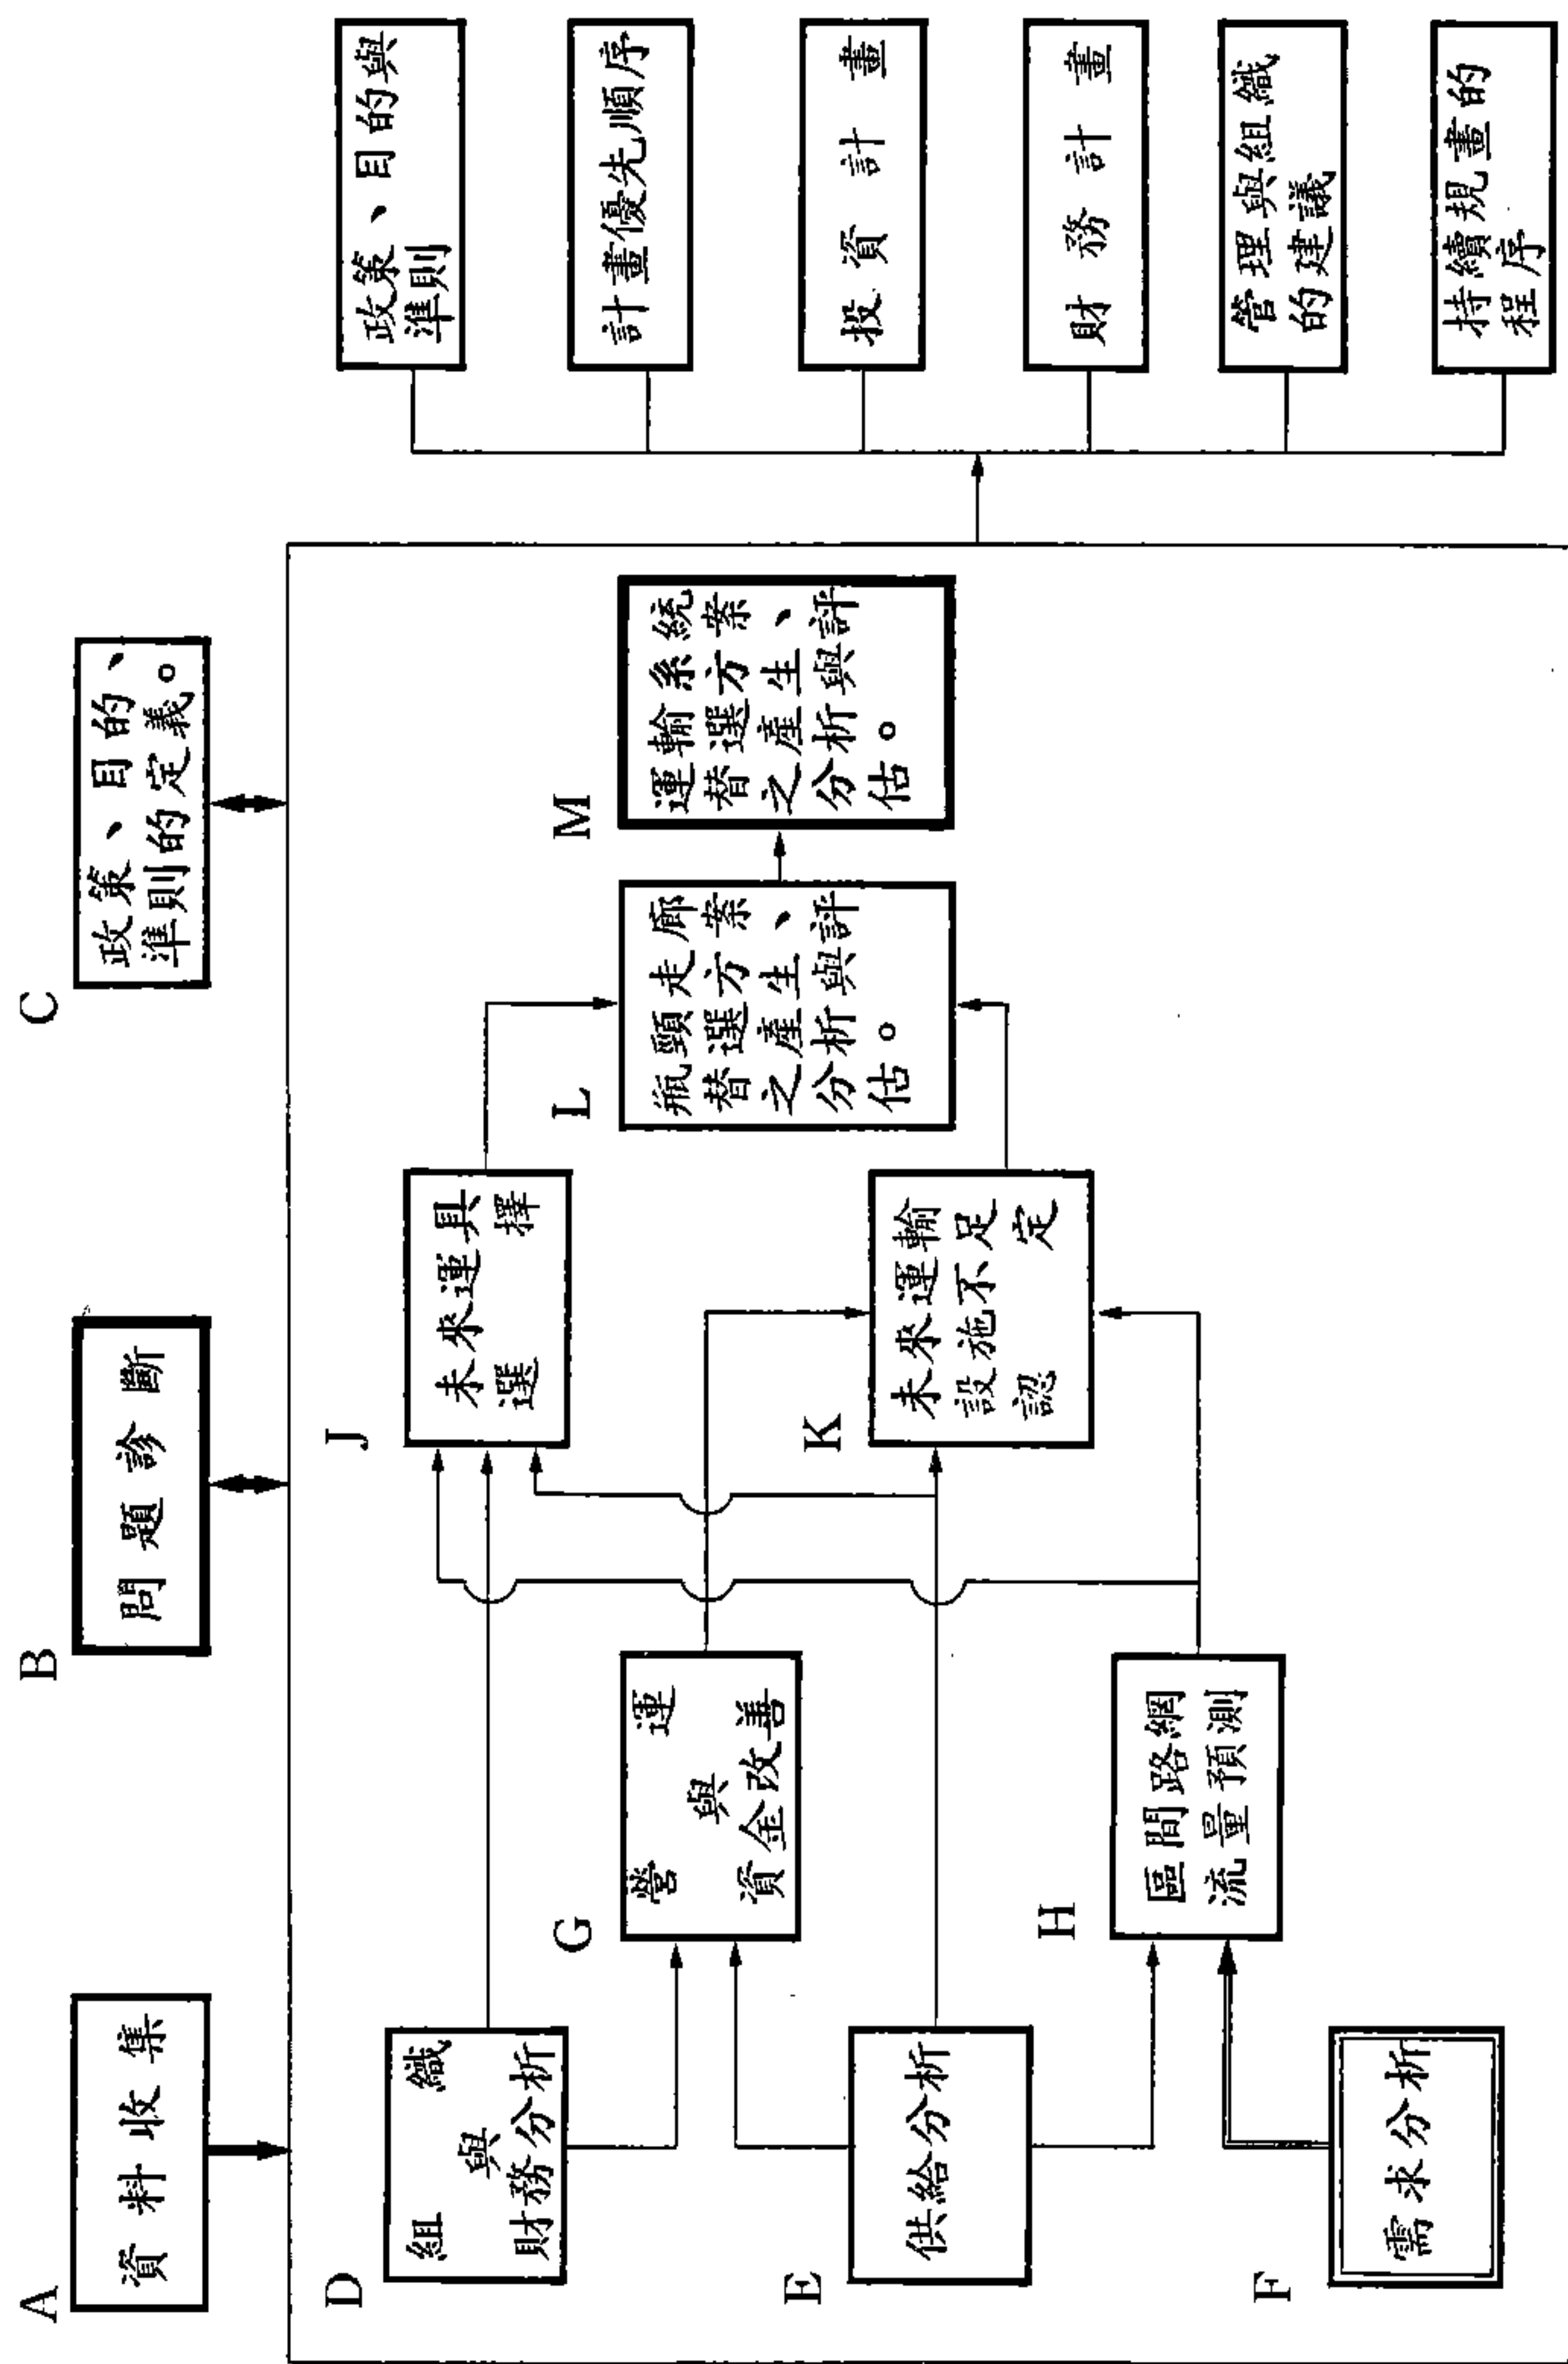 A
資料收集
B
問題診斷
C
政策、目的、
準則的定義。
D
組織
與
財務分析
E
供給分析
F
需求分析
G
營運
與
資金改善
H
區間路網
流量預測
J
未來運具
選擇
K
未來運輸
設施不足
認定
L
瓶頸走廊
替選方案
之產生、
分析與評
估。
M
運輸系統
替選方案
之產生、
分析與評
估。
政策、目的與
準則
計畫優先順序
投資計畫
財務計畫
管理與組織
的建議
持續規畫的
程序